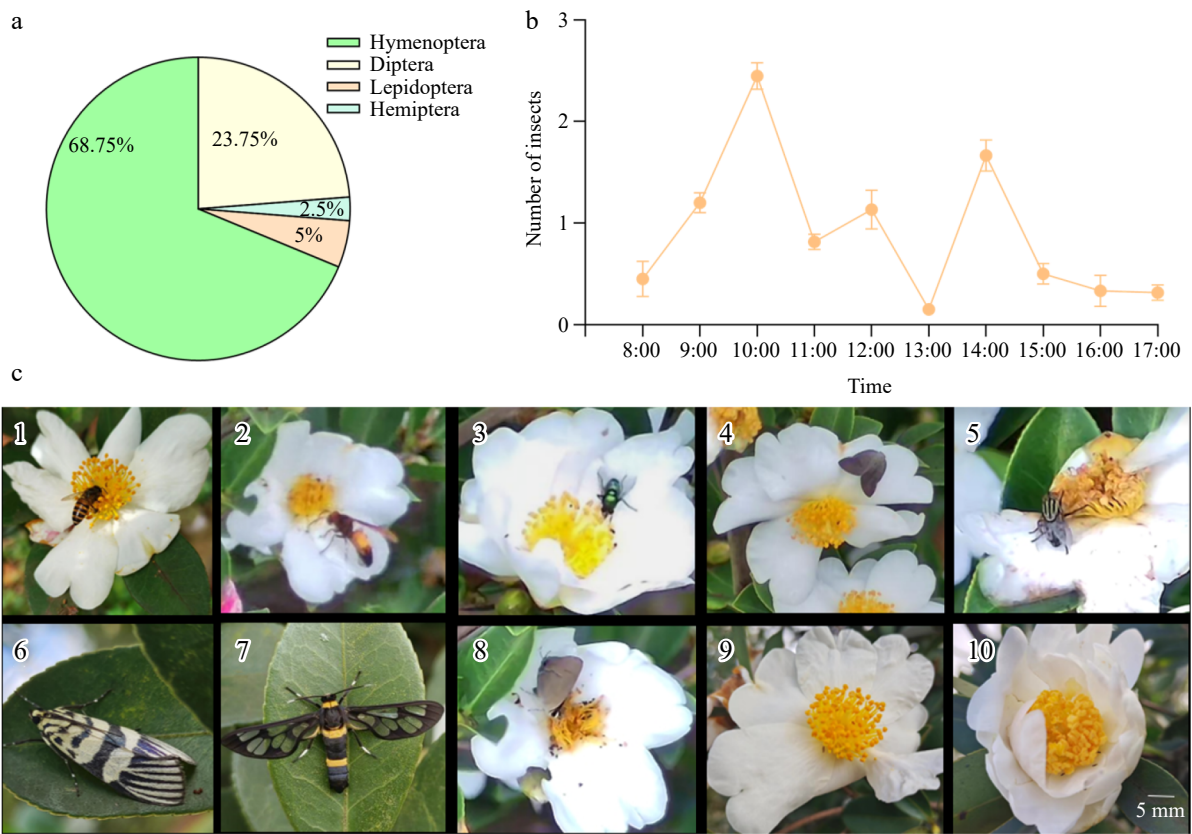 a
Hymenoptera
Diptera
Lepidoptera
Hemiptera
68.75%
23.75%
2.5%
5%
b
Number of insects
3
2
1
0
8:00 9:00 10:00 11:00 12:00 13:00 14:00 15:00 16:00 17:00
Time
c
1 2 3 4 5
6 7 8 9 10
5 mm